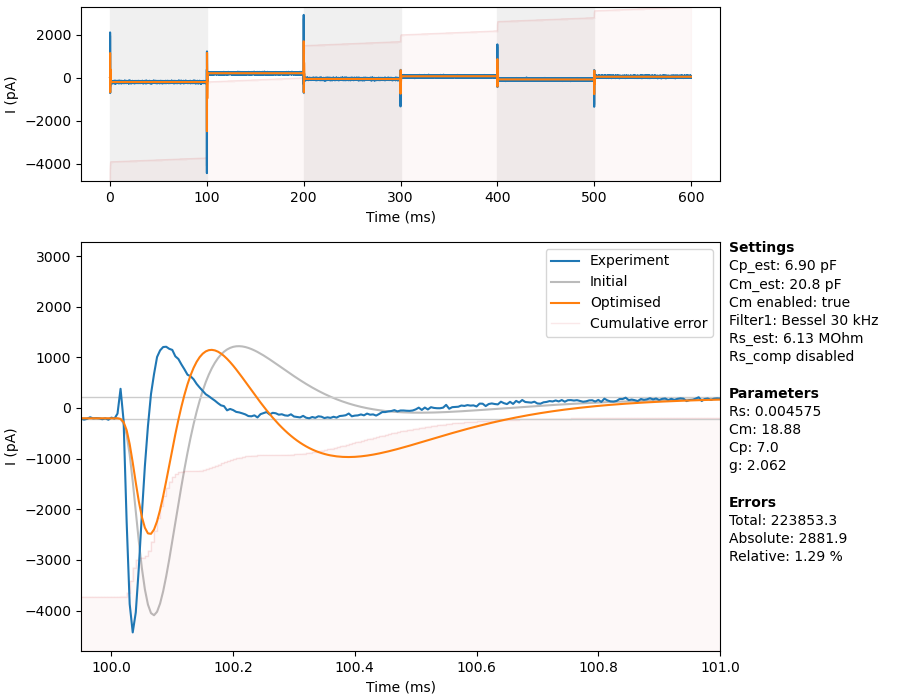 2000
0
−2000
−4000
I (pA)
0 100 200 300 400 500 600
Time (ms)
3000
2000
1000
0
−1000
−2000
−3000
−4000
I (pA)
100.0 100.2 100.4 100.6 100.8 101.0
Time (ms)
Experiment
Initial
Optimised
Cumulative error
Settings
Cp_est: 6.90 pF
Cm_est: 20.8 pF
Cm enabled: true
Filter1: Bessel 30 kHz
Rs_est: 6.13 MOhm
Rs_comp disabled
Parameters
Rs: 0.004575
Cm: 18.88
Cp: 7.0
g: 2.062
Errors
Total: 223853.3
Absolute: 2881.9
Relative: 1.29 %